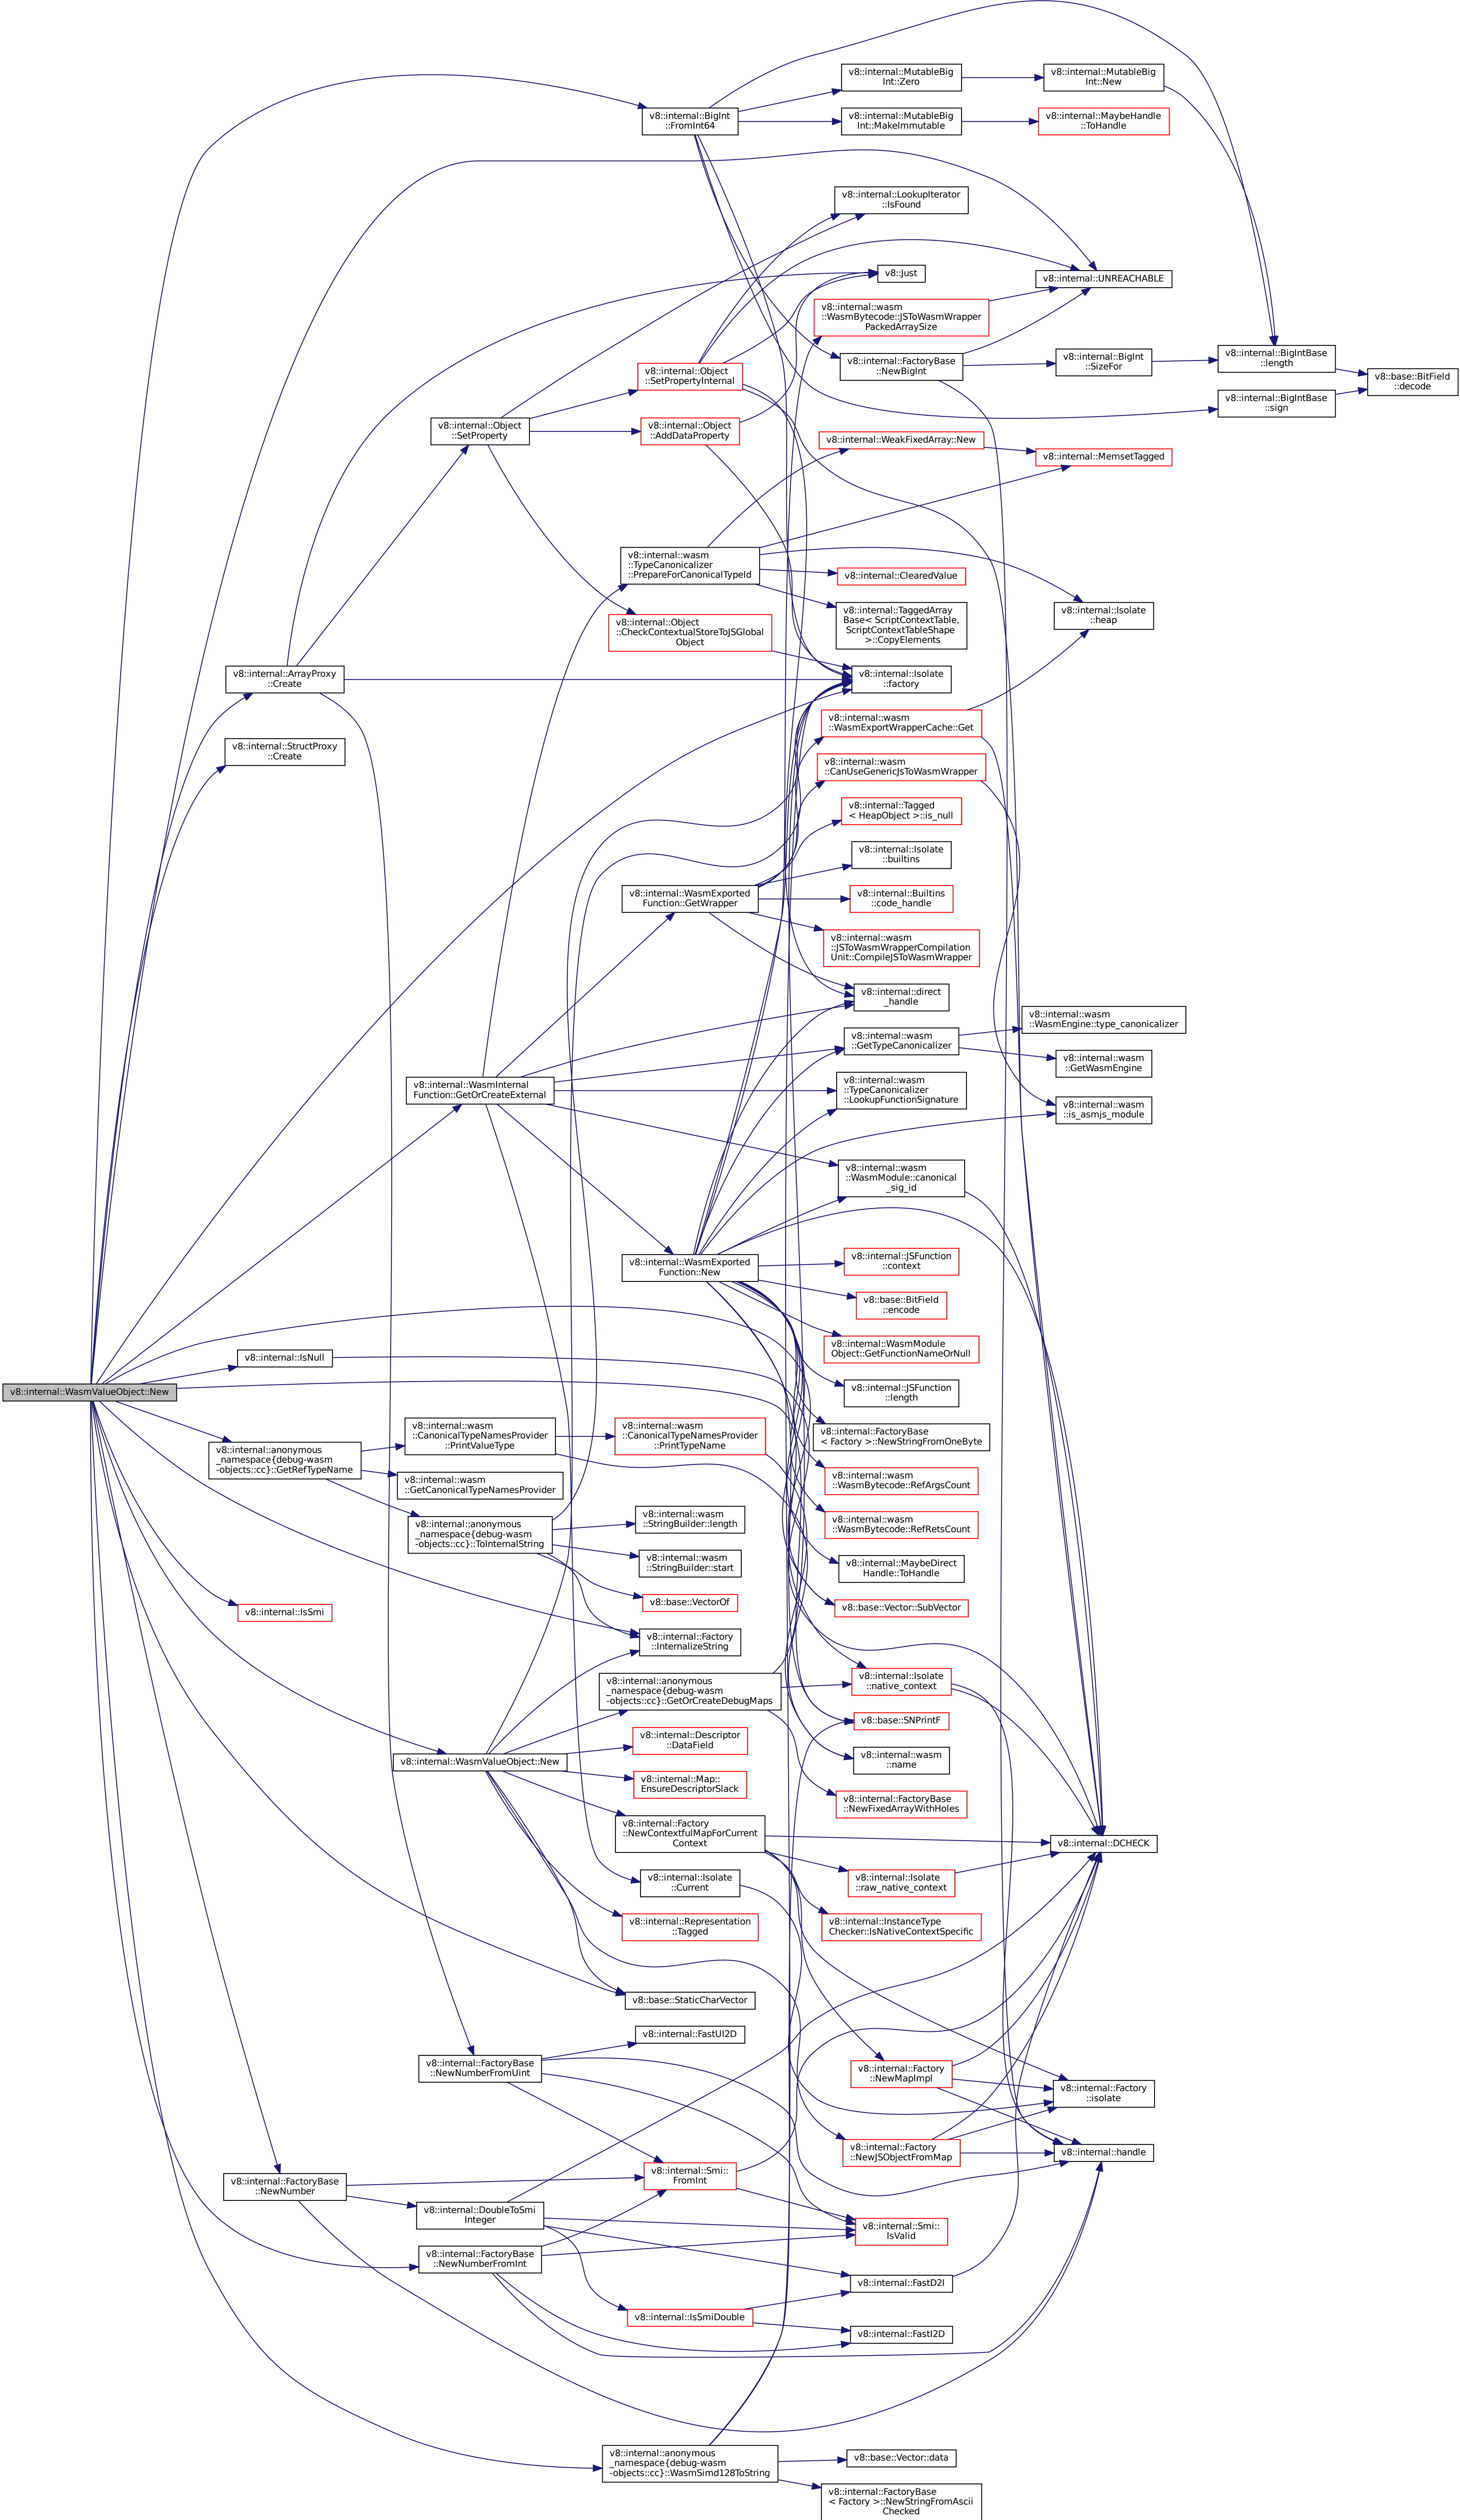 v8::internal::WasmValueObject::New
v8::internal::BigInt
::FromInt64
v8::internal::MutableBig
Int::Zero
v8::internal::MutableBig
Int::New
v8::internal::MutableBig
Int::MakeImmutable
v8::internal::MaybeHandle
::ToHandle
v8::internal::LookupIterator
::IsFound
v8::Just
v8::internal::UNREACHABLE
v8::internal::wasm
::WasmBytecode::JSToWasmWrapper
PackedArraySize
v8::internal::FactoryBase
::NewBigInt
v8::internal::BigInt
::SizeFor
v8::internal::BigIntBase
::length
v8::internal::BigIntBase
::sign
v8::base::BitField
::decode
v8::internal::Object
::SetPropertyInternal
v8::internal::Object
::SetProperty
v8::internal::Object
::AddDataProperty
v8::internal::WeakFixedArray::New
v8::internal::MemsetTagged
v8::internal::wasm
::TypeCanonicalizer
::PrepareForCanonicalTypeId
v8::internal::ClearedValue
v8::internal::TaggedArray
Base< ScriptContextTable,
ScriptContextTableShape
>::CopyElements
v8::internal::Isolate
::heap
v8::internal::Object
::CheckContextualStoreToJSGlobal
Object
v8::internal::ArrayProxy
::Create
v8::internal::Isolate
::factory
v8::internal::StructProxy
::Create
v8::internal::wasm
::WasmExportWrapperCache::Get
v8::internal::wasm
::CanUseGenericJsToWasmWrapper
v8::internal::Tagged
< HeapObject >::is_null
v8::internal::Isolate
::builtins
v8::internal::WasmExported
Function::GetWrapper
v8::internal::Builtins
::code_handle
v8::internal::wasm
::JSToWasmWrapperCompilation
Unit::CompileJSToWasmWrapper
v8::internal::direct
_handle
v8::internal::wasm
::WasmEngine::type_canonicalizer
v8::internal::wasm
::GetTypeCanonicalizer
v8::internal::wasm
::GetWasmEngine
v8::internal::WasmInternal
Function::GetOrCreateExternal
v8::internal::wasm
::TypeCanonicalizer
::LookupFunctionSignature
v8::internal::wasm
::is_asmjs_module
v8::internal::wasm
::WasmModule::canonical
_sig_id
v8::internal::WasmExported
Function::New
v8::internal::JSFunction
::context
v8::base::BitField
::encode
v8::internal::WasmModule
Object::GetFunctionNameOrNull
v8::internal::IsNull
v8::internal::JSFunction
::length
v8::internal::FactoryBase
< Factory >::NewStringFromOneByte
v8::internal::anonymous
_namespace{debug-wasm
-objects::cc}::GetRefTypeName
v8::internal::wasm
::CanonicalTypeNamesProvider
::PrintValueType
v8::internal::wasm
::CanonicalTypeNamesProvider
::PrintTypeName
v8::internal::wasm
::GetCanonicalTypeNamesProvider
v8::internal::wasm
::WasmBytecode::RefArgsCount
v8::internal::wasm
::WasmBytecode::RefRetsCount
v8::internal::anonymous
_namespace{debug-wasm
-objects::cc}::ToInternalString
v8::internal::wasm
::StringBuilder::length
v8::internal::wasm
::StringBuilder::start
v8::internal::MaybeDirect
Handle::ToHandle
v8::internal::IsSmi
v8::base::VectorOf
v8::base::Vector::SubVector
v8::internal::Factory
::InternalizeString
v8::internal::anonymous
_namespace{debug-wasm
-objects::cc}::GetOrCreateDebugMaps
v8::internal::Isolate
::native_context
v8::base::SNPrintF
v8::internal::Descriptor
::DataField
v8::internal::wasm
::name
v8::internal::WasmValueObject::New
v8::internal::Map::
EnsureDescriptorSlack
v8::internal::FactoryBase
::NewFixedArrayWithHoles
v8::internal::Factory
::NewContextfulMapForCurrent
Context
v8::internal::DCHECK
v8::internal::Isolate
::Current
v8::internal::Isolate
::raw_native_context
v8::internal::Representation
::Tagged
v8::internal::InstanceType
Checker::IsNativeContextSpecific
v8::base::StaticCharVector
v8::internal::FastUI2D
v8::internal::FactoryBase
::NewNumberFromUint
v8::internal::Factory
::NewMapImpl
v8::internal::Factory
::isolate
v8::internal::Factory
::NewJSObjectFromMap
v8::internal::handle
v8::internal::FactoryBase
::NewNumber
v8::internal::Smi::
FromInt
v8::internal::DoubleToSmi
Integer
v8::internal::Smi::
IsValid
v8::internal::FactoryBase
::NewNumberFromInt
v8::internal::FastD2I
v8::internal::IsSmiDouble
v8::internal::FastI2D
v8::internal::anonymous
_namespace{debug-wasm
-objects::cc}::WasmSimd128ToString
v8::base::Vector::data
v8::internal::FactoryBase
< Factory >::NewStringFromAscii
Checked